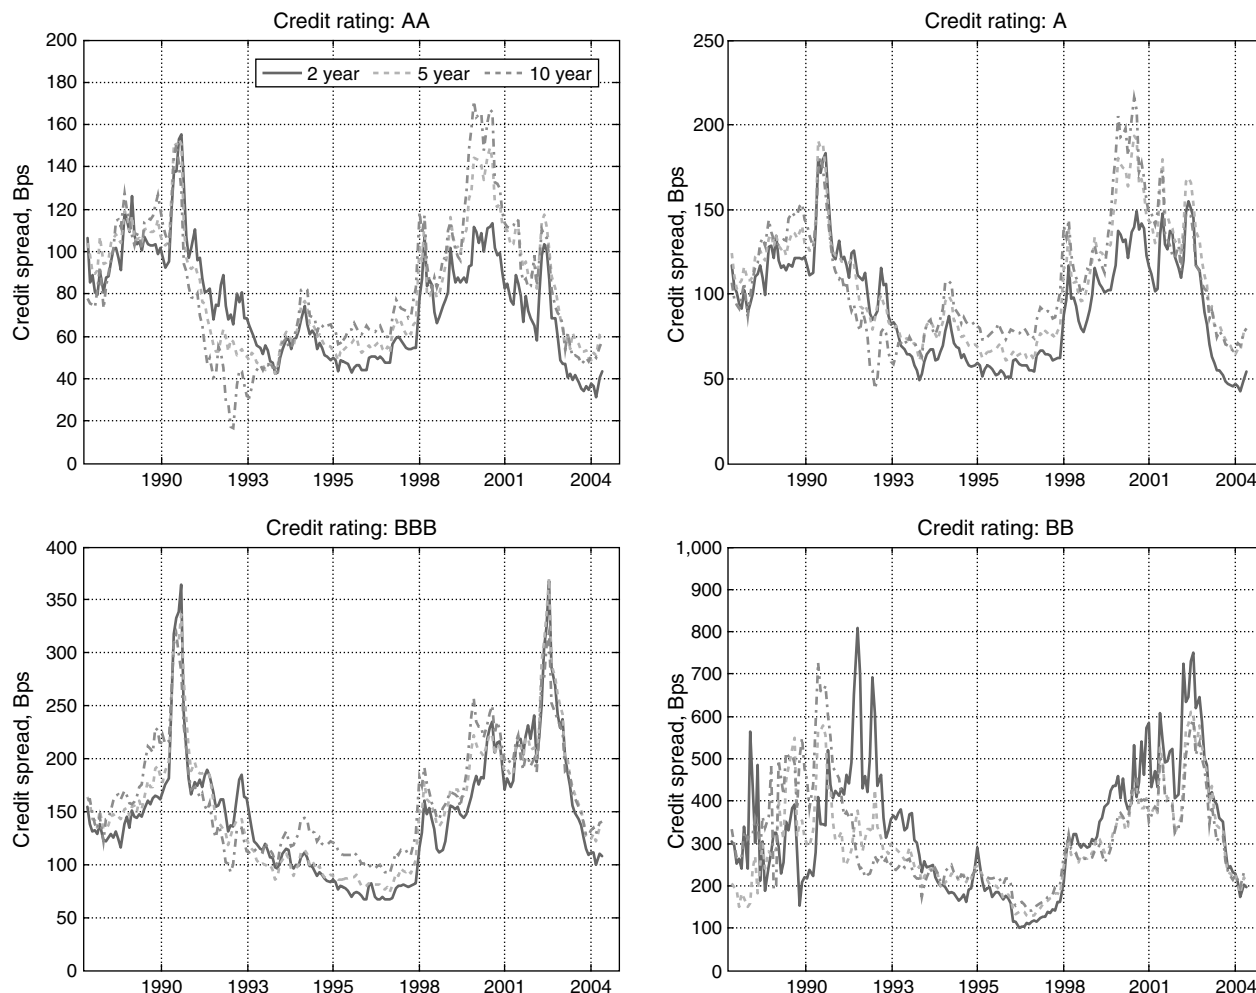 Credit rating: AA
200
180
160
140
120
100
80
60
40
20
0
Credit spread, Bps
2 year 5 year 10 year
1990 1993 1995 1998 2001 2004
Credit rating: A
250
200
150
100
50
0
Credit spread, Bps
1990 1993 1995 1998 2001 2004
Credit rating: BBB
400
350
300
250
200
150
100
50
0
Credit spread, Bps
1990 1993 1995 1998 2001 2004
Credit rating: BB
1,000
900
800
700
600
500
400
300
200
100
0
Credit spread, Bps
1990 1993 1995 1998 2001 2004